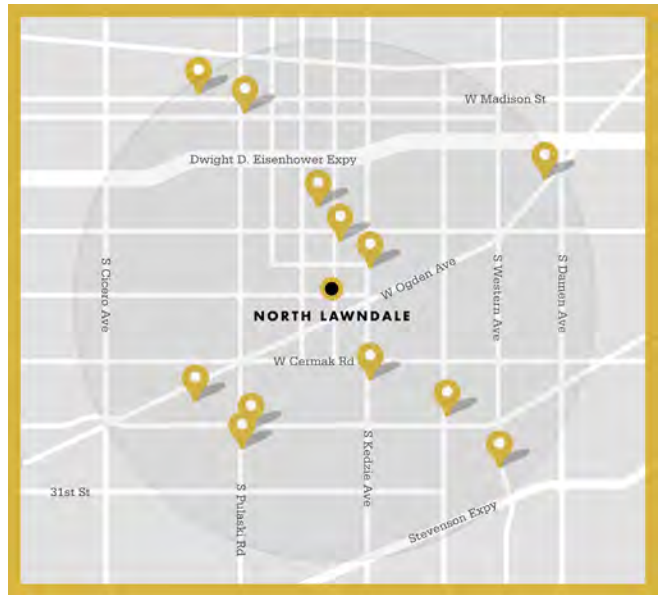 W Madison St
Dwight D. Eisenhower Expy
S Cicero Ave
W Ogden Ave
S Western Ave
S Damen Ave
NORTH LAWNDALE
W Cermak Rd
S Kedzie Ave
31st St
S Pulaski Rd
Stevenson Expy